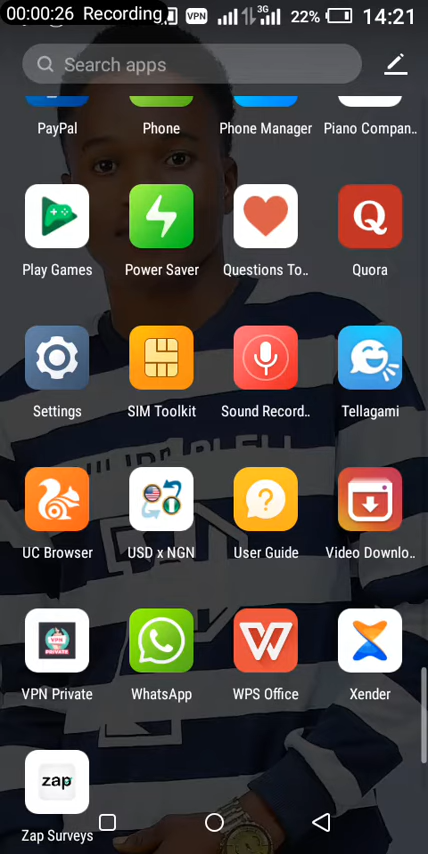 00:00:26 Recording VPN 3G 22% 14:21
Search apps
PayPal Phone Phone Manager Piano Compan..
Play Games Power Saver Questions To.. Quora
Settings SIM Toolkit Sound Record.. Tellagami
UC Browser USD x NGN User Guide Video Downlo..
VPN
PRIVATE
VPN Private WhatsApp WPS Office Xender
zap
Zap Surveys